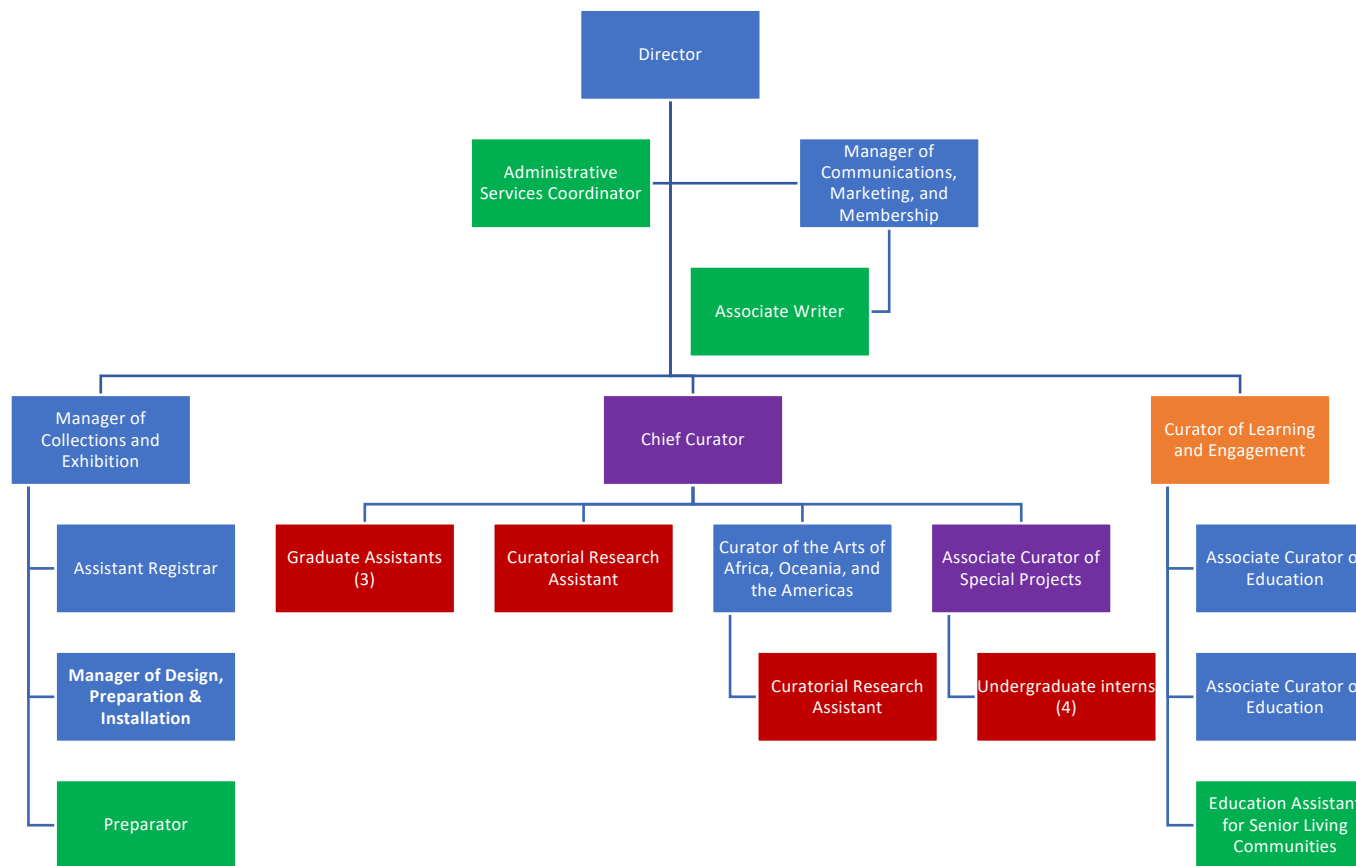 Director
Administrative
Services Coordinator
Manager of
Communications,
Marketing, and
Membership
Associate Writer
Manager of
Collections and
Exhibition
Chief Curator
Curator of Learning
and Engagement
Assistant Registrar
Graduate Assistants
(3)
Curatorial Research
Assistant
Curator of the Arts of
Africa, Oceania, and
the Americas
Associate Curator of
Special Projects
Associate Curator of
Education
Manager of Design,
Preparation &
Installation
Curatorial Research
Assistant
Undergraduate interns
(4)
Associate Curator of
Education
Preparator
Education Assistant
for Senior Living
Communities